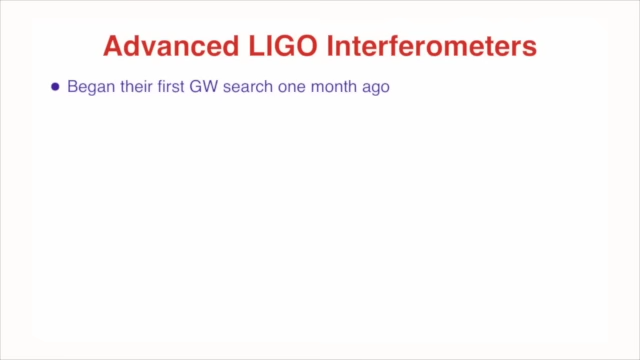 Advanced LIGO Interferometers
● Began their first GW search one month ago